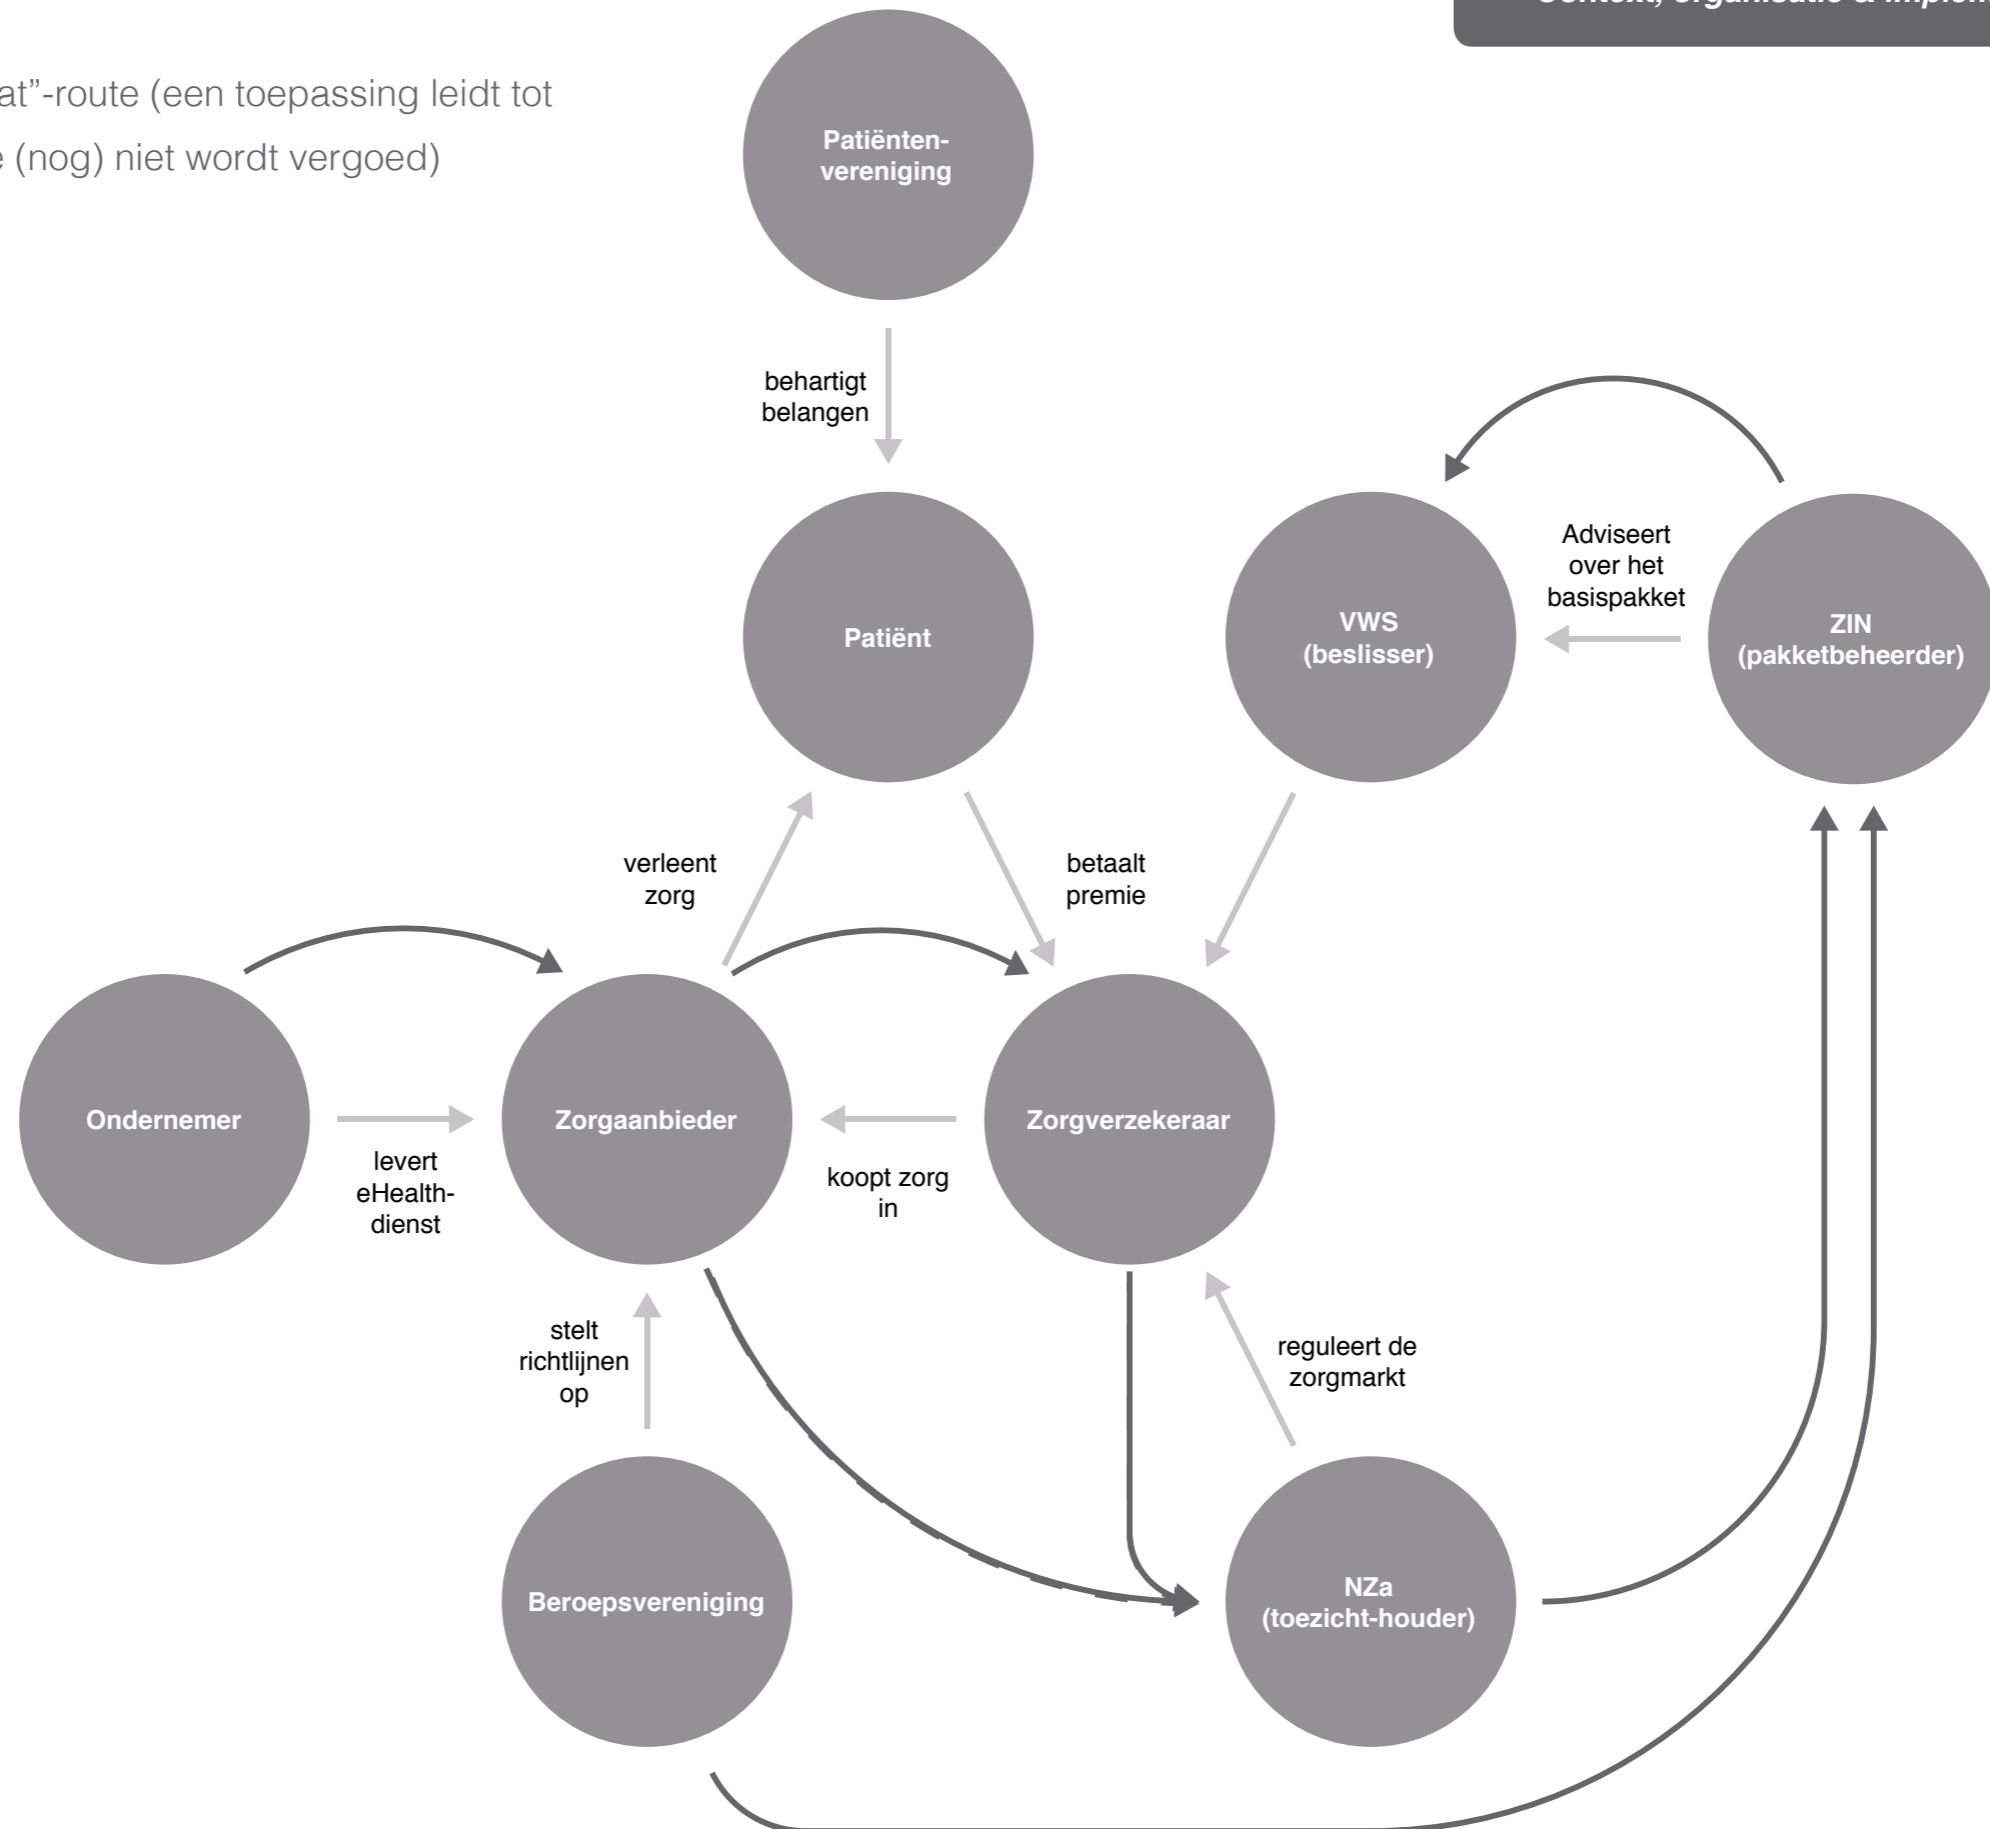 Context, organisatie &
at”-route (een toepassing leidt tot
(nog) niet wordt vergoed)
Patiënten-
vereniging
behartigt
belangen
Patiënt
VWS
(beslisser)
Adviseert
over het
basispakket
ZIN
(pakketbeheerder)
verleent
zorg
betaalt
premie
Ondernemer
levert
eHealth-
dienst
Zorgaanbieder
koopt zorg
in
Zorgverzekeraar
stelt
richtlijnen
op
reguleert de
zorgmarkt
Beroepsvereniging
NZa
(toezicht-houder)